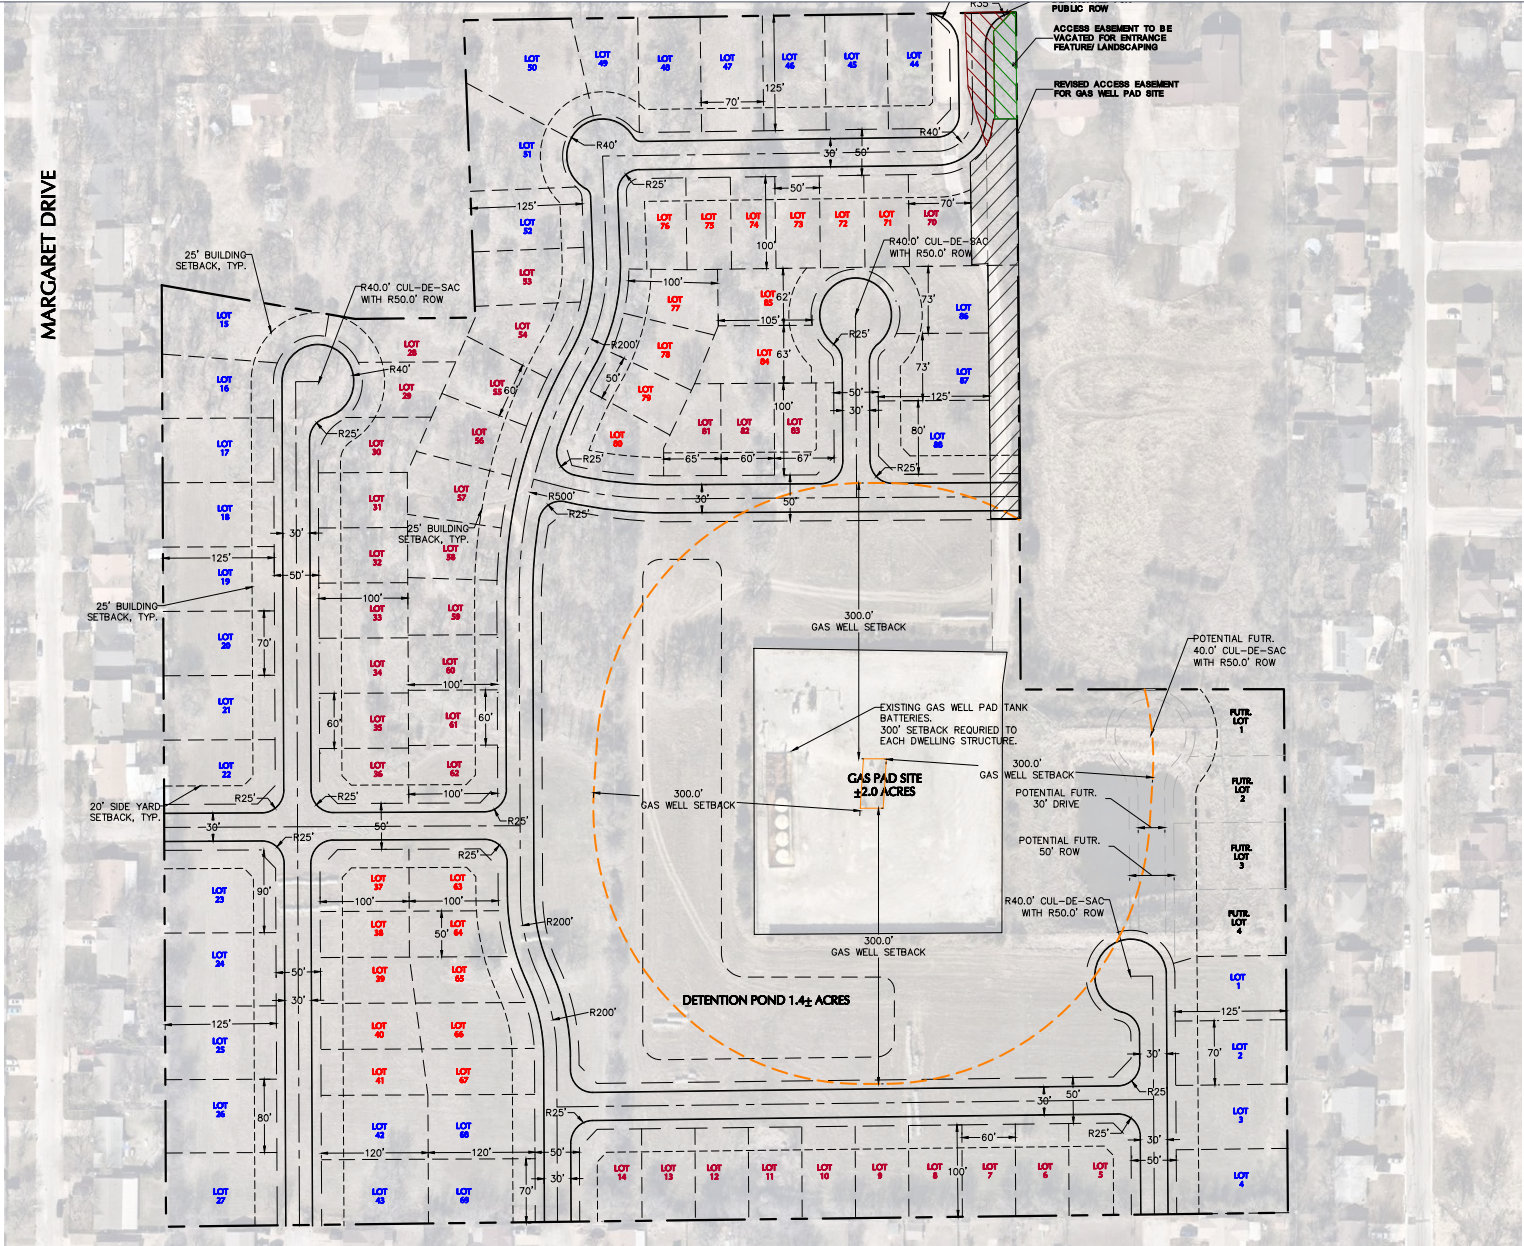 R35'
PUBLIC ROW
ACCESS EASEMENT TO BE
VACATED FOR ENTRANCE
FEATURE/ LANDSCAPING
REVISED ACCESS EASEMENT
FOR GAS WELL PAD SITE
MARGARET DRIVE
LOT
50
LOT
49
LOT
48
LOT
47
LOT
46
LOT
45
LOT
44
70'
125'
R40'
R40'
30'
50'
LOT
51
R25'
125'
LOT
52
LOT
53
LOT
54
LOT
55
60'
LOT
56
LOT
57
LOT
58
LOT
59
LOT
60
100'
LOT
61
60'
LOT
62
100'
50'
70'
LOT
76
LOT
75
LOT
74
LOT
73
LOT
72
LOT
71
LOT
70
100'
R40.0' CUL-DE-SAC
WITH R50.0' ROW
100'
LOT
77
LOT
85
62'
105'
73'
LOT
86
R200'
LOT
78
LOT
84
63'
R25'
50'
LOT
79
73'
LOT
87
100'
50'
125'
30'
LOT
80
LOT
81
LOT
82
LOT
83
80'
LOT
88
R25'
65'
60'
67'
R25'
R500'
R25'
30'
50'
25' BUILDING
SETBACK, TYP.
R40.0' CUL-DE-SAC
WITH R50.0' ROW
LOT
15
LOT
28
LOT
16
R40'
LOT
29
R25'
LOT
17
LOT
30
LOT
18
LOT
31
25' BUILDING
SETBACK, TYP.
30'
125'
LOT
19
50'
LOT
32
100'
25' BUILDING
SETBACK, TYP.
LOT
33
LOT
20
70'
LOT
34
LOT
21
60'
LOT
35
LOT
22
LOT
36
20' SIDE YARD
SETBACK, TYP.
R25'
R25'
R25'
30'
50'
R25'
R25'
300.0'
GAS WELL SETBACK
EXISTING GAS WELL PAD TANK
BATTERIES.
300' SETBACK REQURIED TO
EACH DWELLING STRUCTURE.
GAS PAD SITE
±2.0 ACRES
300.0'
GAS WELL SETBACK
300.0'
GAS WELL SETBACK
300.0'
GAS WELL SETBACK
DETENTION POND 1.4± ACRES
POTENTIAL FUTR.
40.0' CUL-DE-SAC
WITH R50.0' ROW
FUTR.
LOT
1
FUTR.
LOT
2
FUTR.
LOT
3
FUTR.
LOT
4
POTENTIAL FUTR.
30' DRIVE
POTENTIAL FUTR.
50' ROW
R40.0' CUL-DE-SAC
WITH R50.0' ROW
LOT
23
90'
LOT
37
LOT
63
100'
100'
LOT
38
50'
LOT
64
R200'
LOT
24
50'
LOT
39
LOT
65
30'
R200'
125'
LOT
25
LOT
40
LOT
66
LOT
41
LOT
67
LOT
26
80'
LOT
42
LOT
68
120'
120'
50'
30'
70'
LOT
27
LOT
43
LOT
69
R25'
LOT
14
LOT
13
LOT
12
LOT
11
LOT
10
LOT
9
LOT
8
100'
LOT
7
60'
LOT
6
LOT
5
30'
50'
R25'
R25
30'
50'
30'
LOT
1
125'
LOT
2
70'
LOT
3
LOT
4